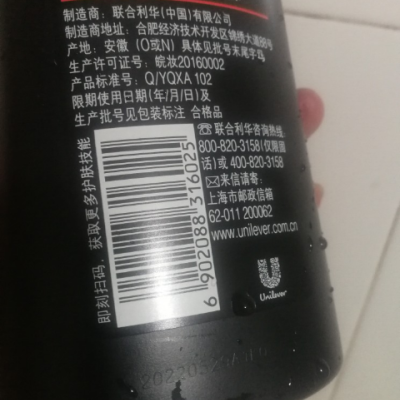 制造商：联合利华(中国)有限公司
制造商地址：合肥经济技术开发区锦绣大道88号
产地：安徽（O或N）具体见批号末尾字母
生产许可证号：皖妆20160002
产品标准号：Q/YQXA 102
限期使用日期(年/月/日)及
生产批号见包装标注 合格品
☏联合利华咨询热线:
800-820-3158(仅限固
话) 或 400-820-3158
✉来信请寄：
上海市邮政信箱
62-011 200062
www.unilever.com.cn
即刻扫码，获取更多护肤技能
6 902088 316025
Unilever